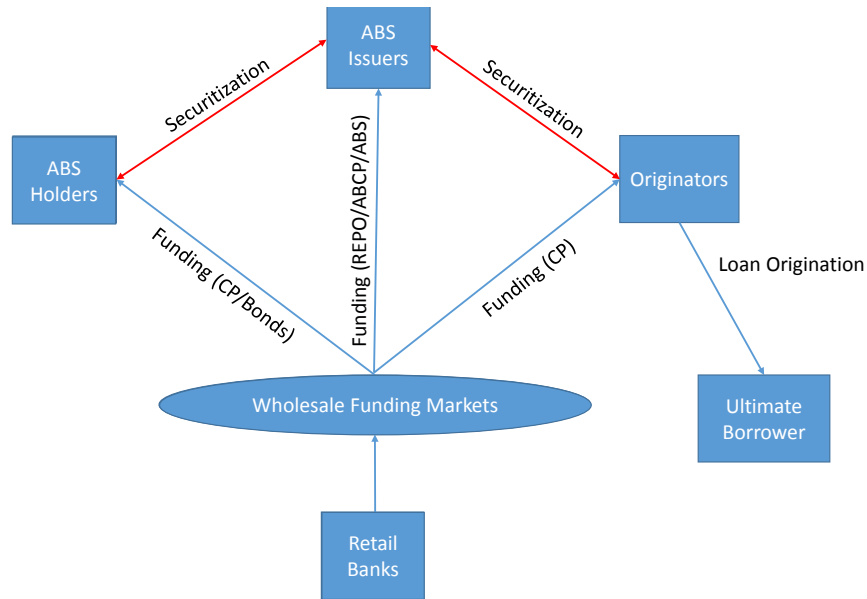 ABS
Issuers
Securitization
Securitization
ABS
Holders
Originators
Funding (CP/Bonds)
Funding (REPO/ABCP/ABS)
Funding (CP)
Loan Origination
Wholesale Funding Markets
Ultimate
Borrower
Retail
Banks